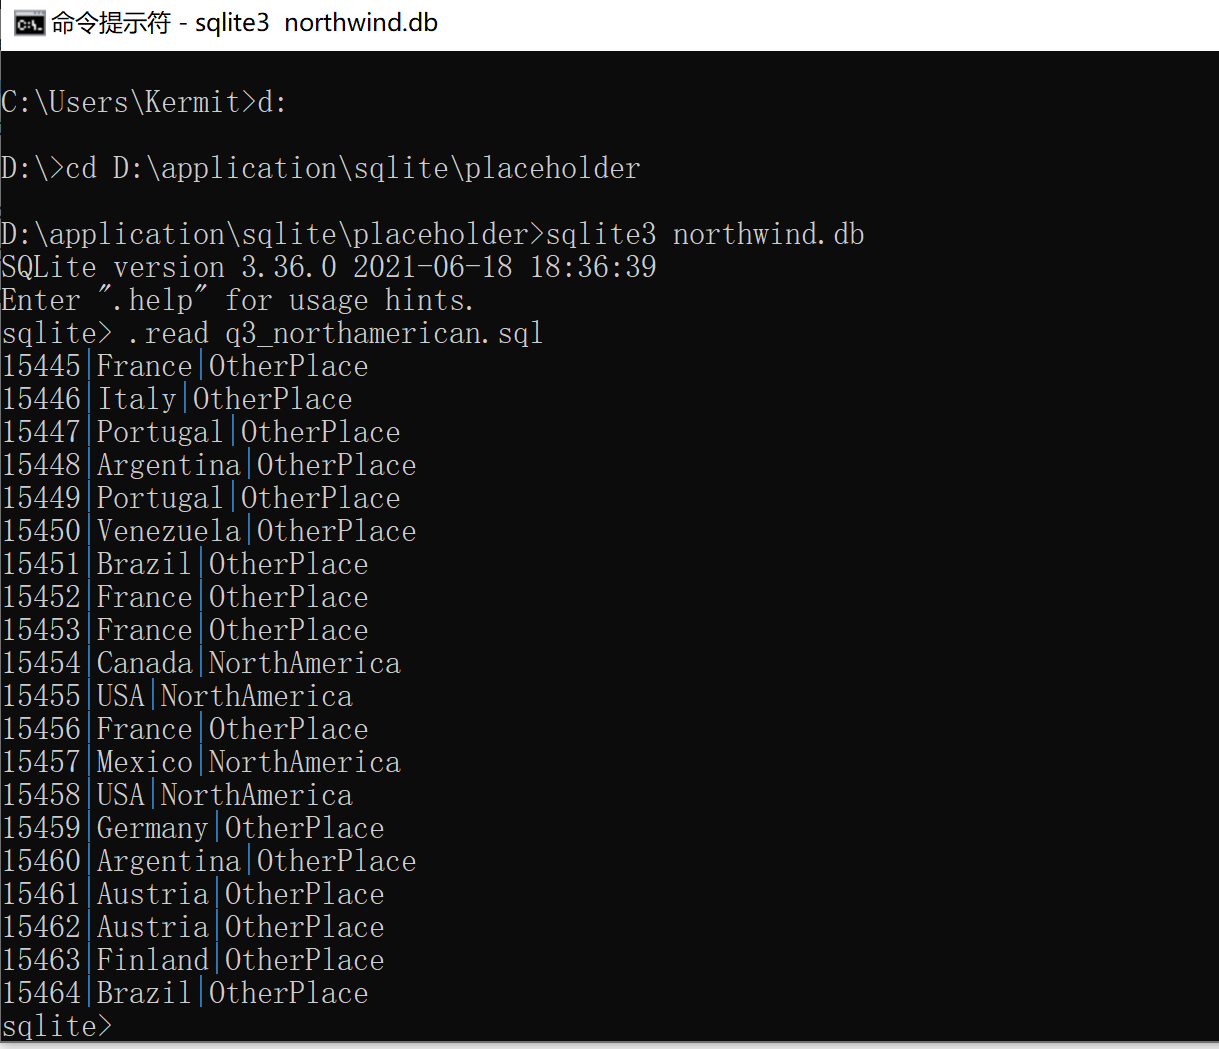 命令提示符 - sqlite3  northwind.db
C:\Users\Kermit>d:
D:\>cd D:\application\sqlite\placeholder
D:\application\sqlite\placeholder>sqlite3 northwind.db
SQLite version 3.36.0 2021-06-18 18:36:39
Enter ".help" for usage hints.
sqlite> .read q3_northamerican.sql
15445|France|OtherPlace
15446|Italy|OtherPlace
15447|Portugal|OtherPlace
15448|Argentina|OtherPlace
15449|Portugal|OtherPlace
15450|Venezuela|OtherPlace
15451|Brazil|OtherPlace
15452|France|OtherPlace
15453|France|OtherPlace
15454|Canada|NorthAmerica
15455|USA|NorthAmerica
15456|France|OtherPlace
15457|Mexico|NorthAmerica
15458|USA|NorthAmerica
15459|Germany|OtherPlace
15460|Argentina|OtherPlace
15461|Austria|OtherPlace
15462|Austria|OtherPlace
15463|Finland|OtherPlace
15464|Brazil|OtherPlace
sqlite>